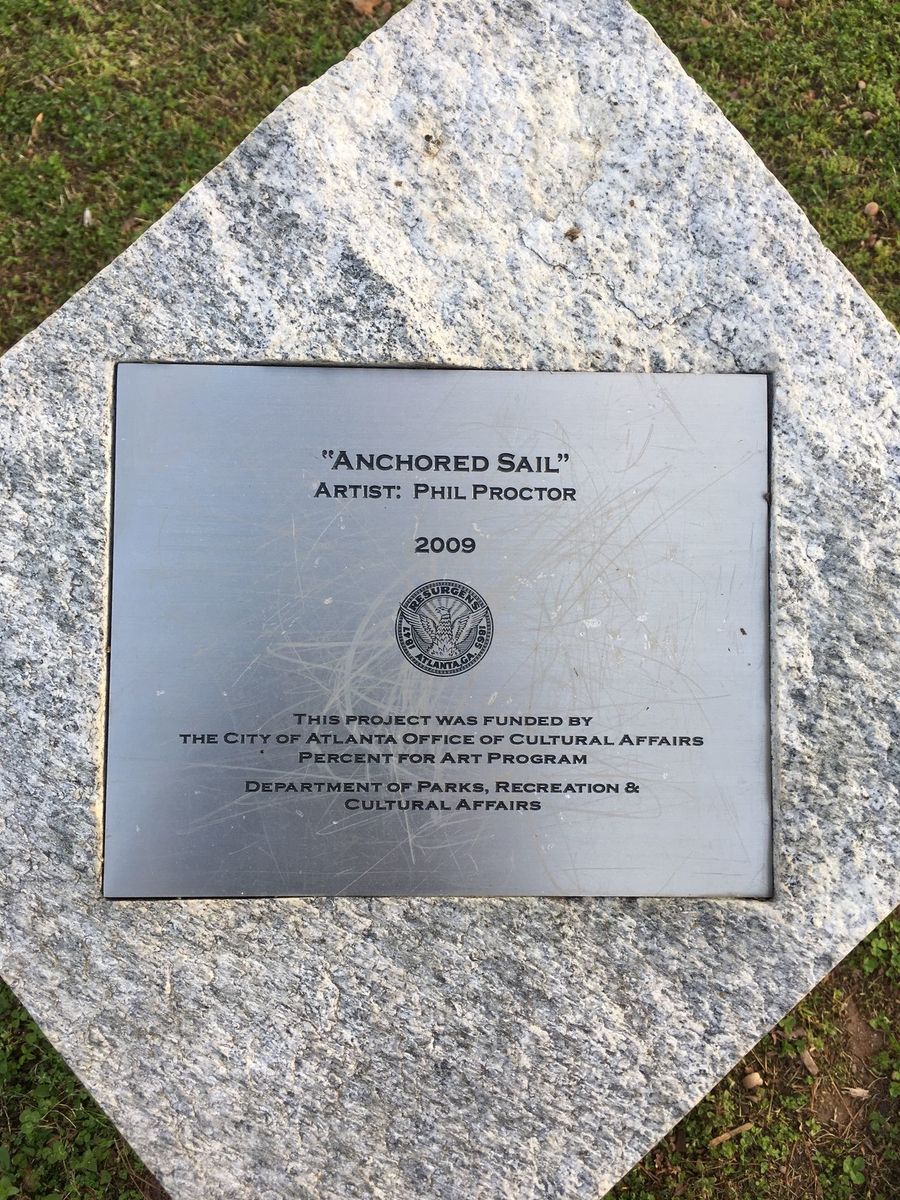 "Anchored Sail"
Artist: Phil Proctor
2009
RESURGENS
1847 1865
ATLANTA, GA.
This project was funded by
the City of Atlanta Office of Cultural Affairs
Percent for Art Program
Department of Parks, Recreation &
Cultural Affairs